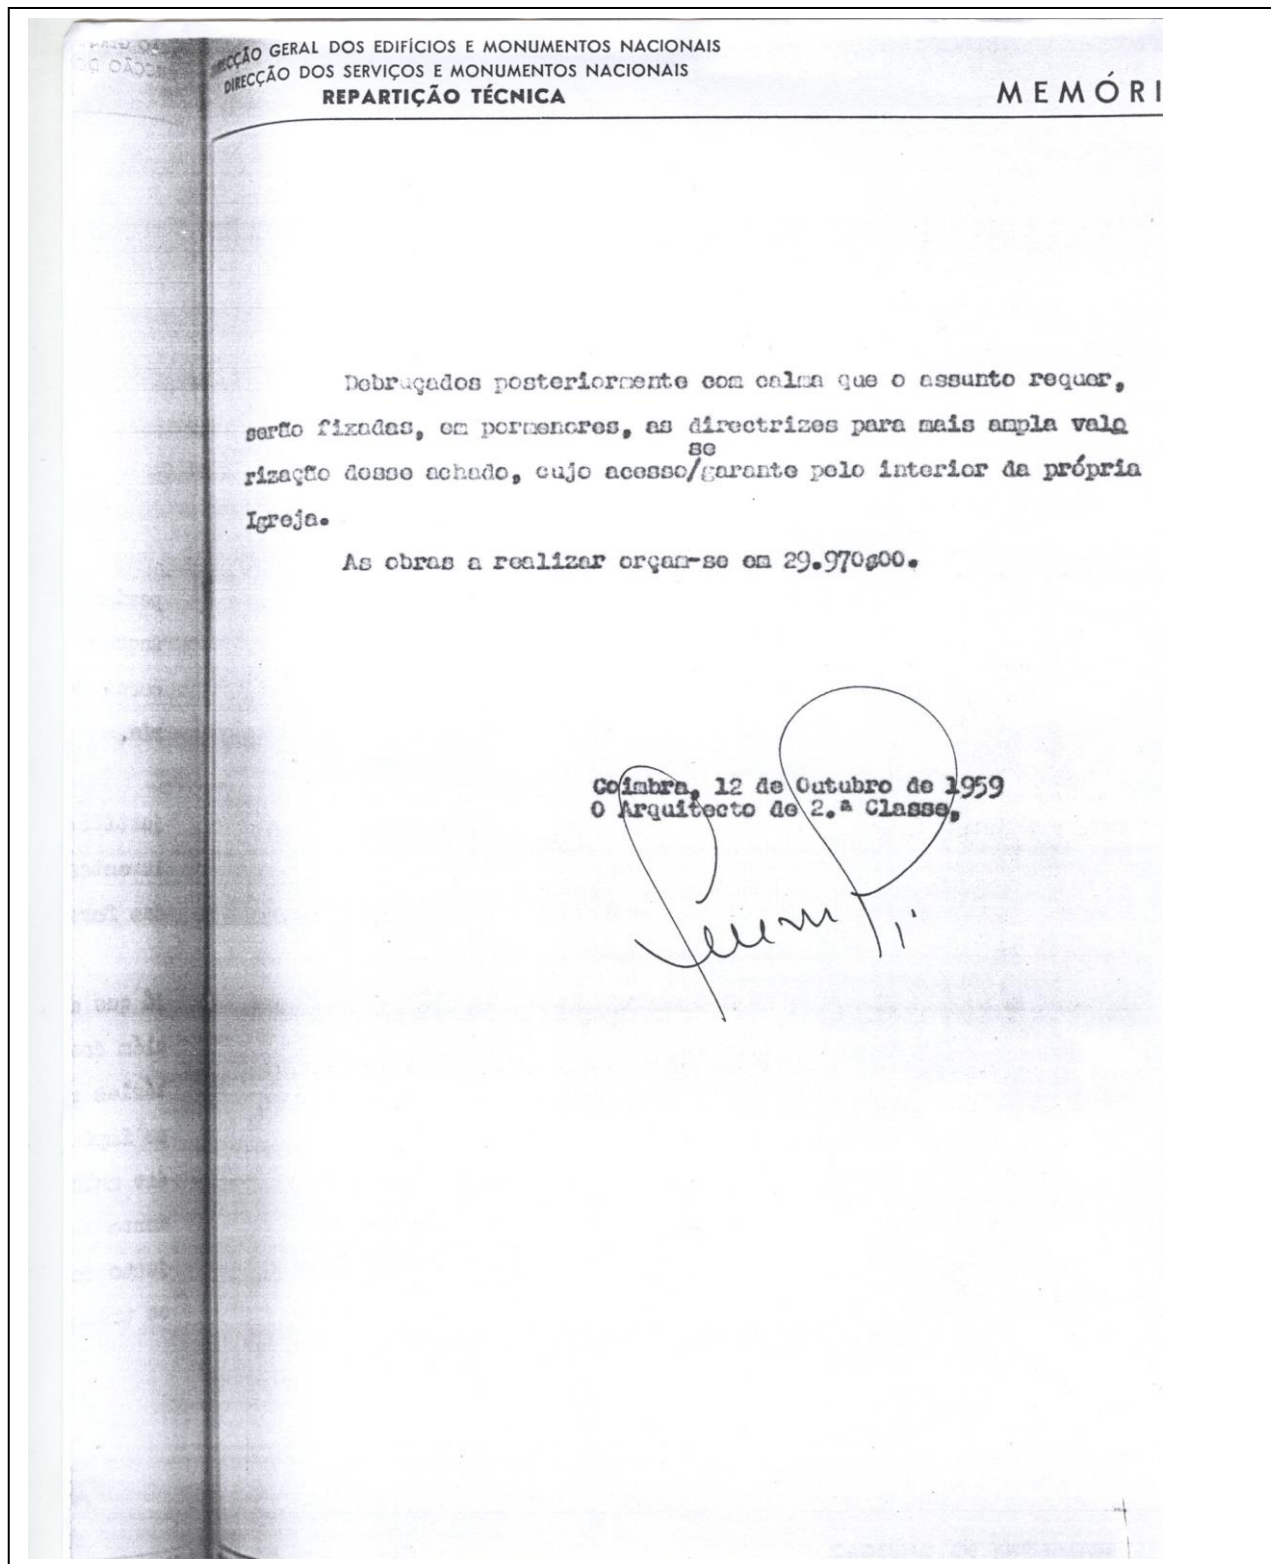 DIRECÇÃO GERAL DOS EDIFÍCIOS E MONUMENTOS NACIONAIS
DIRECÇÃO DOS SERVIÇOS E MONUMENTOS NACIONAIS
REPARTIÇÃO TÉCNICA
MEMÓRI
Debruçados posteriormente com calma que o assunto requer,
serão fixadas, em pormenores, as directrizes para mais ampla valo
se
rização desse achado, cujo acesso/garante pelo interior da própria
Igreja.
As obras a realizar orçam-se em 29.970$00.
Coimbra, 12 de Outubro de 1959
O Arquitecto de 2.ª Classe,